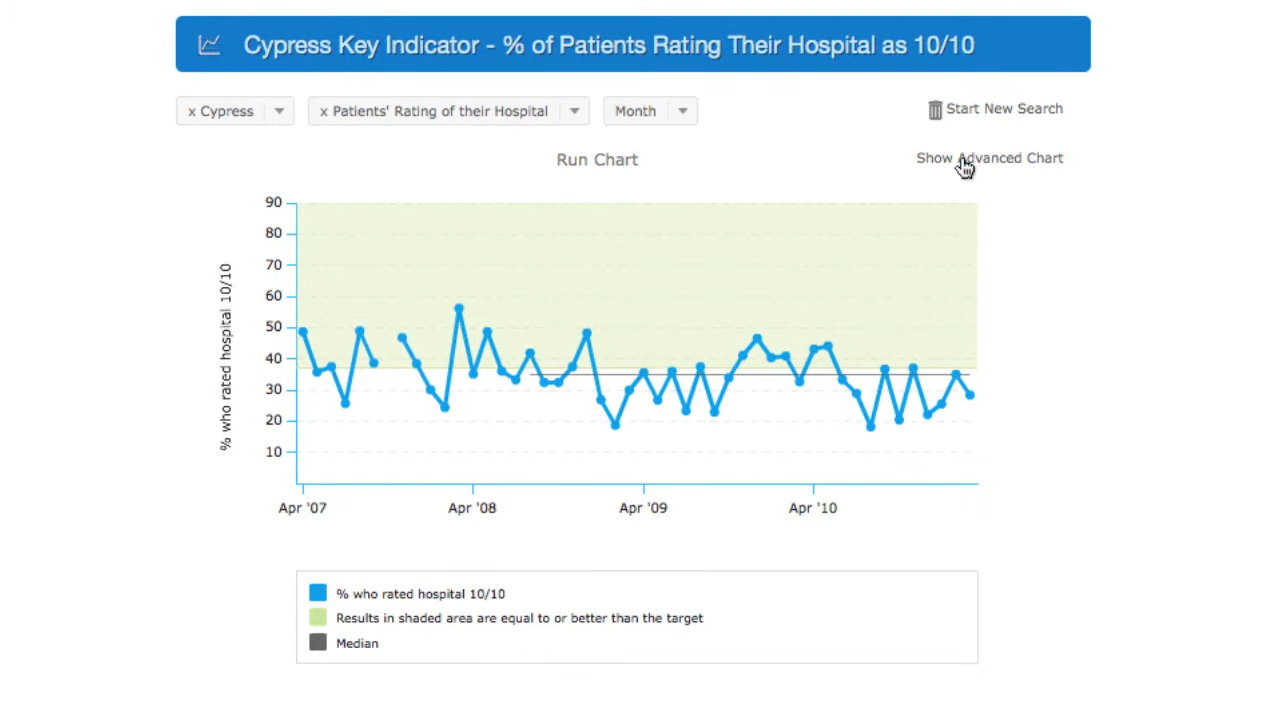 Cypress Key Indicator - % of Patients Rating Their Hospital as 10/10
x Cypress
x Patients' Rating of their Hospital
Month
Start New Search
Run Chart
Show Advanced Chart
% who rated hospital 10/10
90
80
70
60
50
40
30
20
10
Apr '07
Apr '08
Apr '09
Apr '10
% who rated hospital 10/10
Results in shaded area are equal to or better than the target
Median